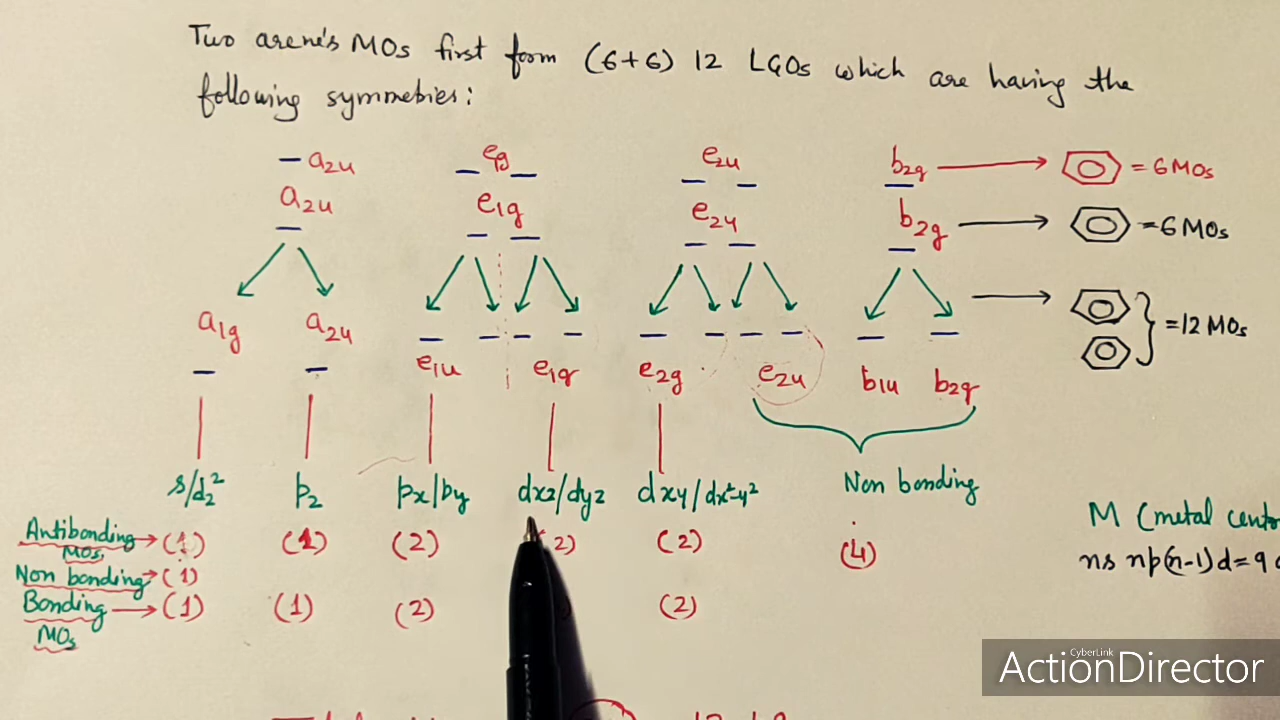 Two arene's MOs first form (6+6) 12 LGOs which are having the
following symmetries:
a2u eg e2u b2g = 6MOs
a2u e1g e2u b2g = 6MOs
a1g a2u = 12 MOs
e1u e1g e2g e2u b1u b2g
s/dz² pz px/py dxz/dyz dxy/dx²-y² Non bonding
M (metal cent
Antibonding MOs (1) (1) (2) 2) (2) (4)
ns np(n-1)d = 9
Non bonding (1)
Bonding MOs (1) (1) (2) (2)
CyberLink
ActionDirector